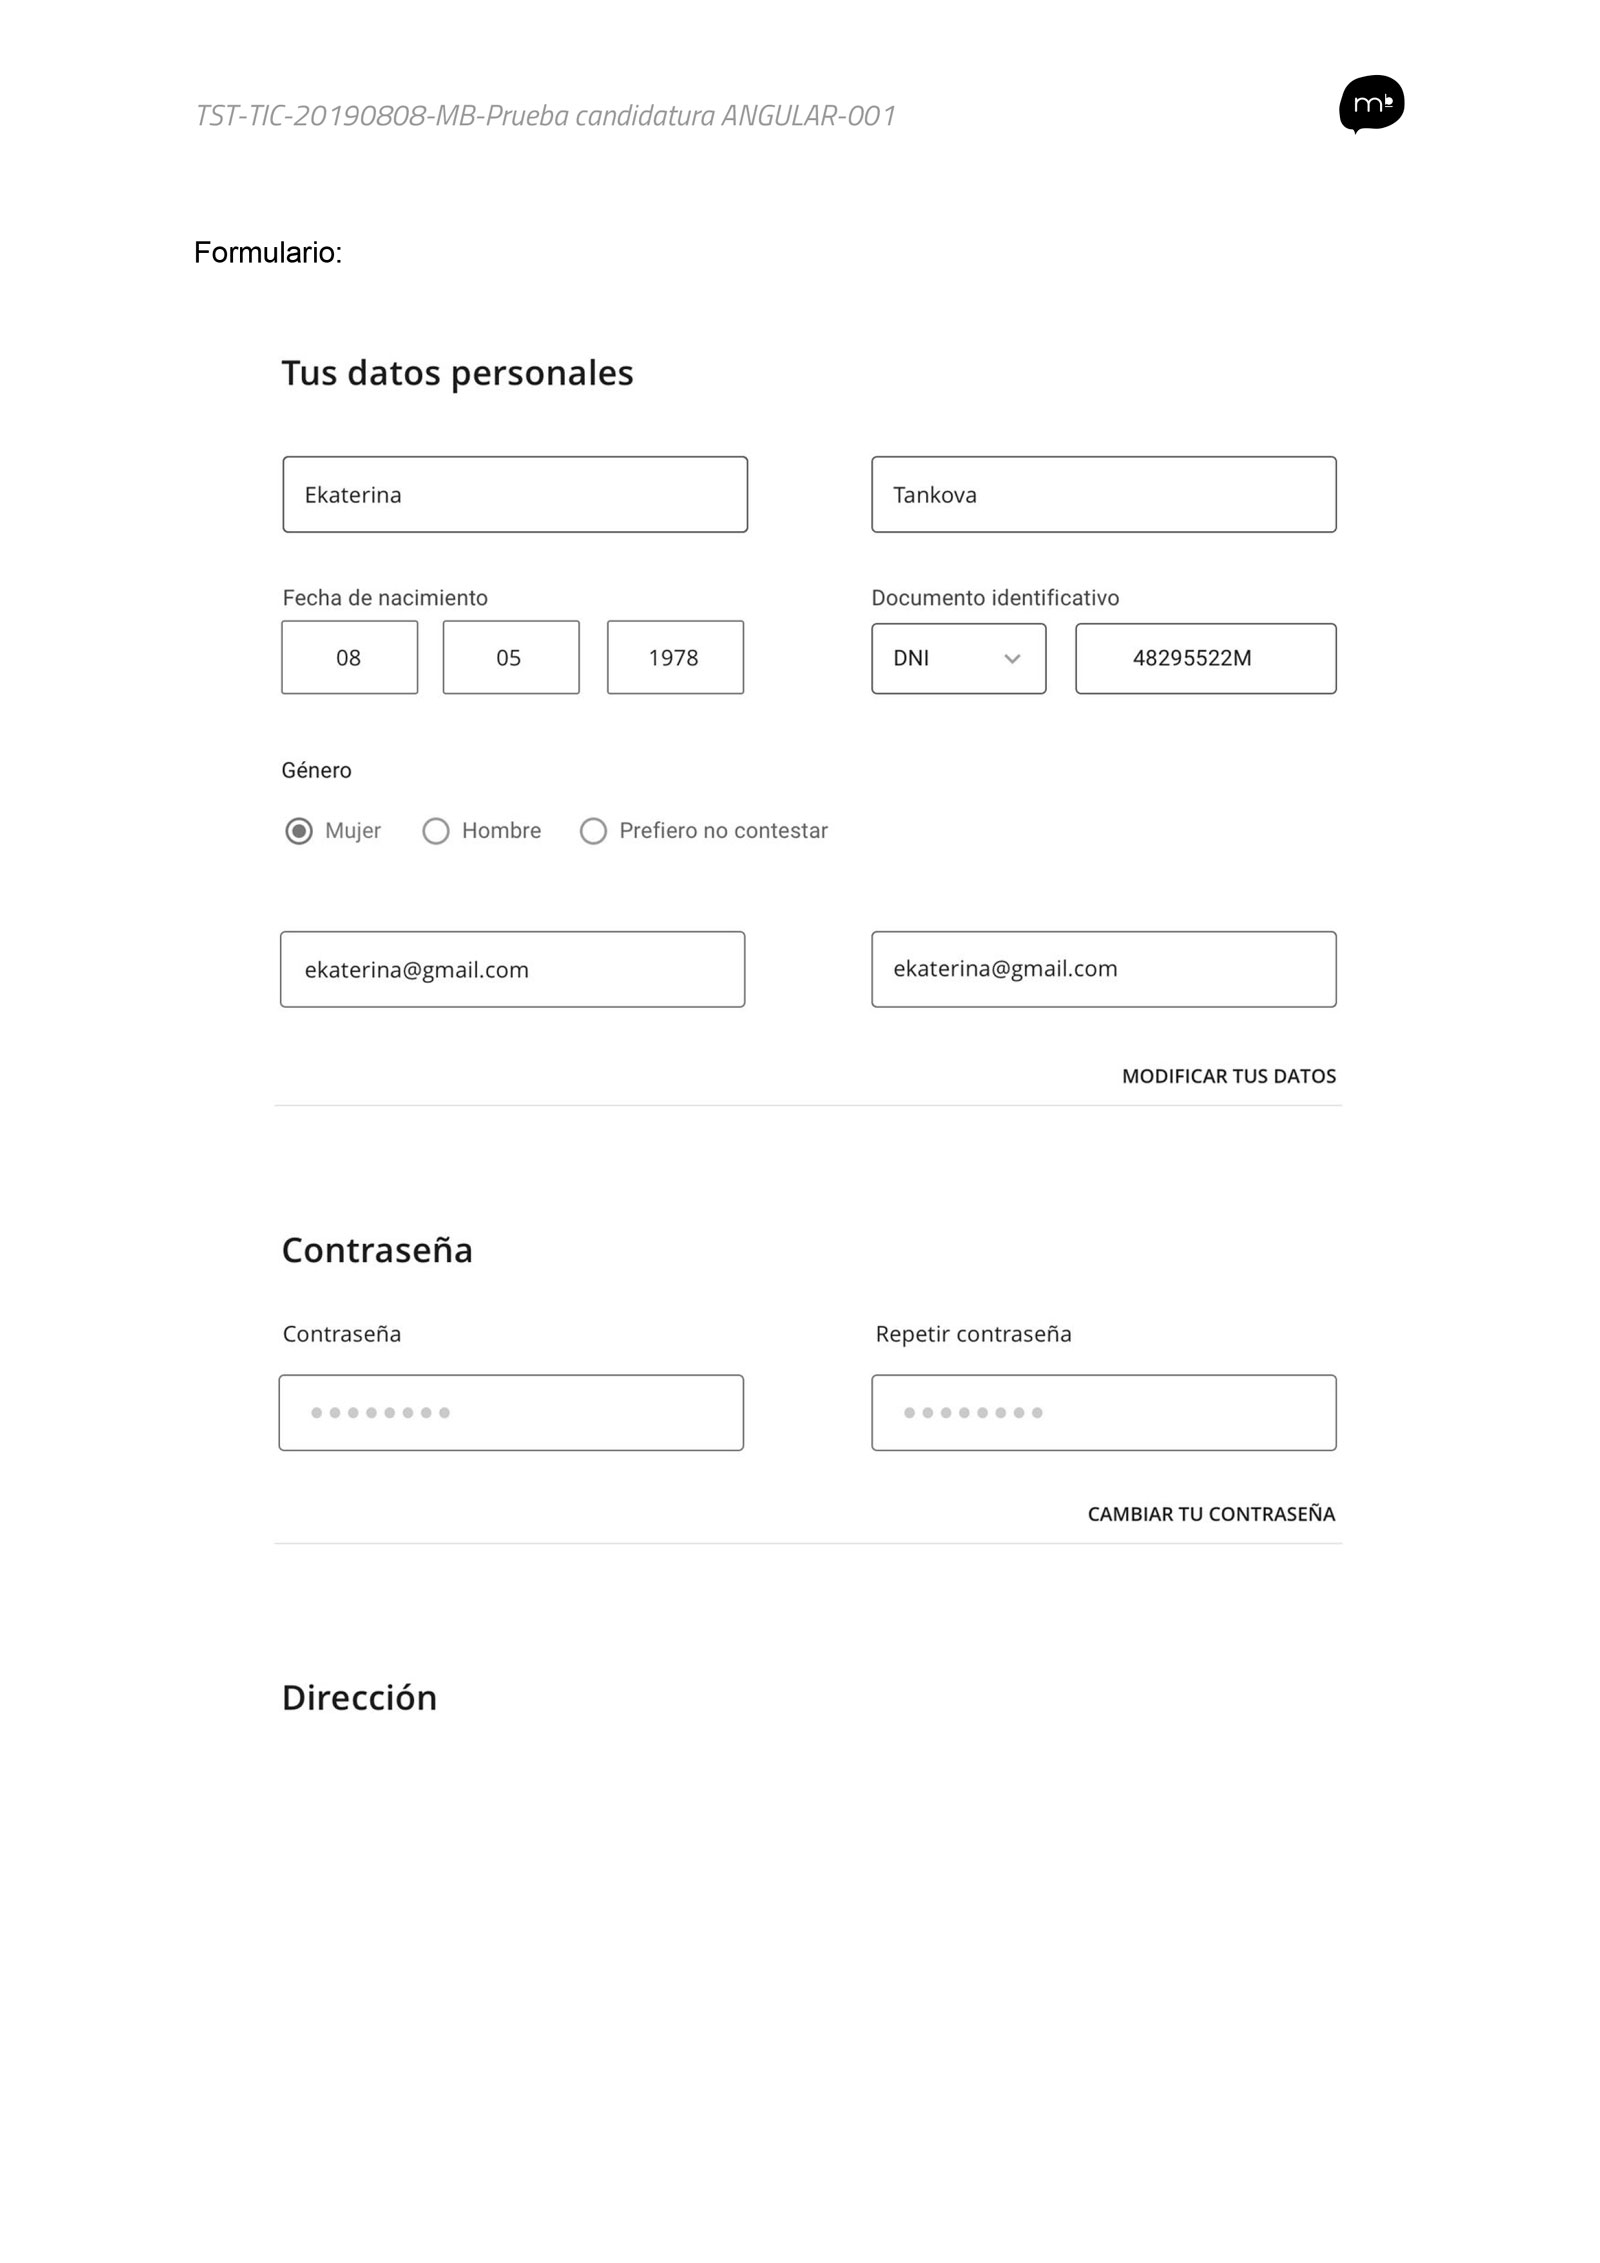 TST-TIC-20190808-MB-Prueba candidatura ANGULAR-001
mb
Formulario:
Tus datos personales
Ekaterina Tankova
Fecha de nacimiento Documento identificativo
08 05 1978 DNI 48295522M
Género
Mujer Hombre Prefiero no contestar
ekaterina@gmail.com ekaterina@gmail.com
MODIFICAR TUS DATOS
Contraseña
Contraseña Repetir contraseña
•••••••• ••••••••
CAMBIAR TU CONTRASEÑA
Dirección